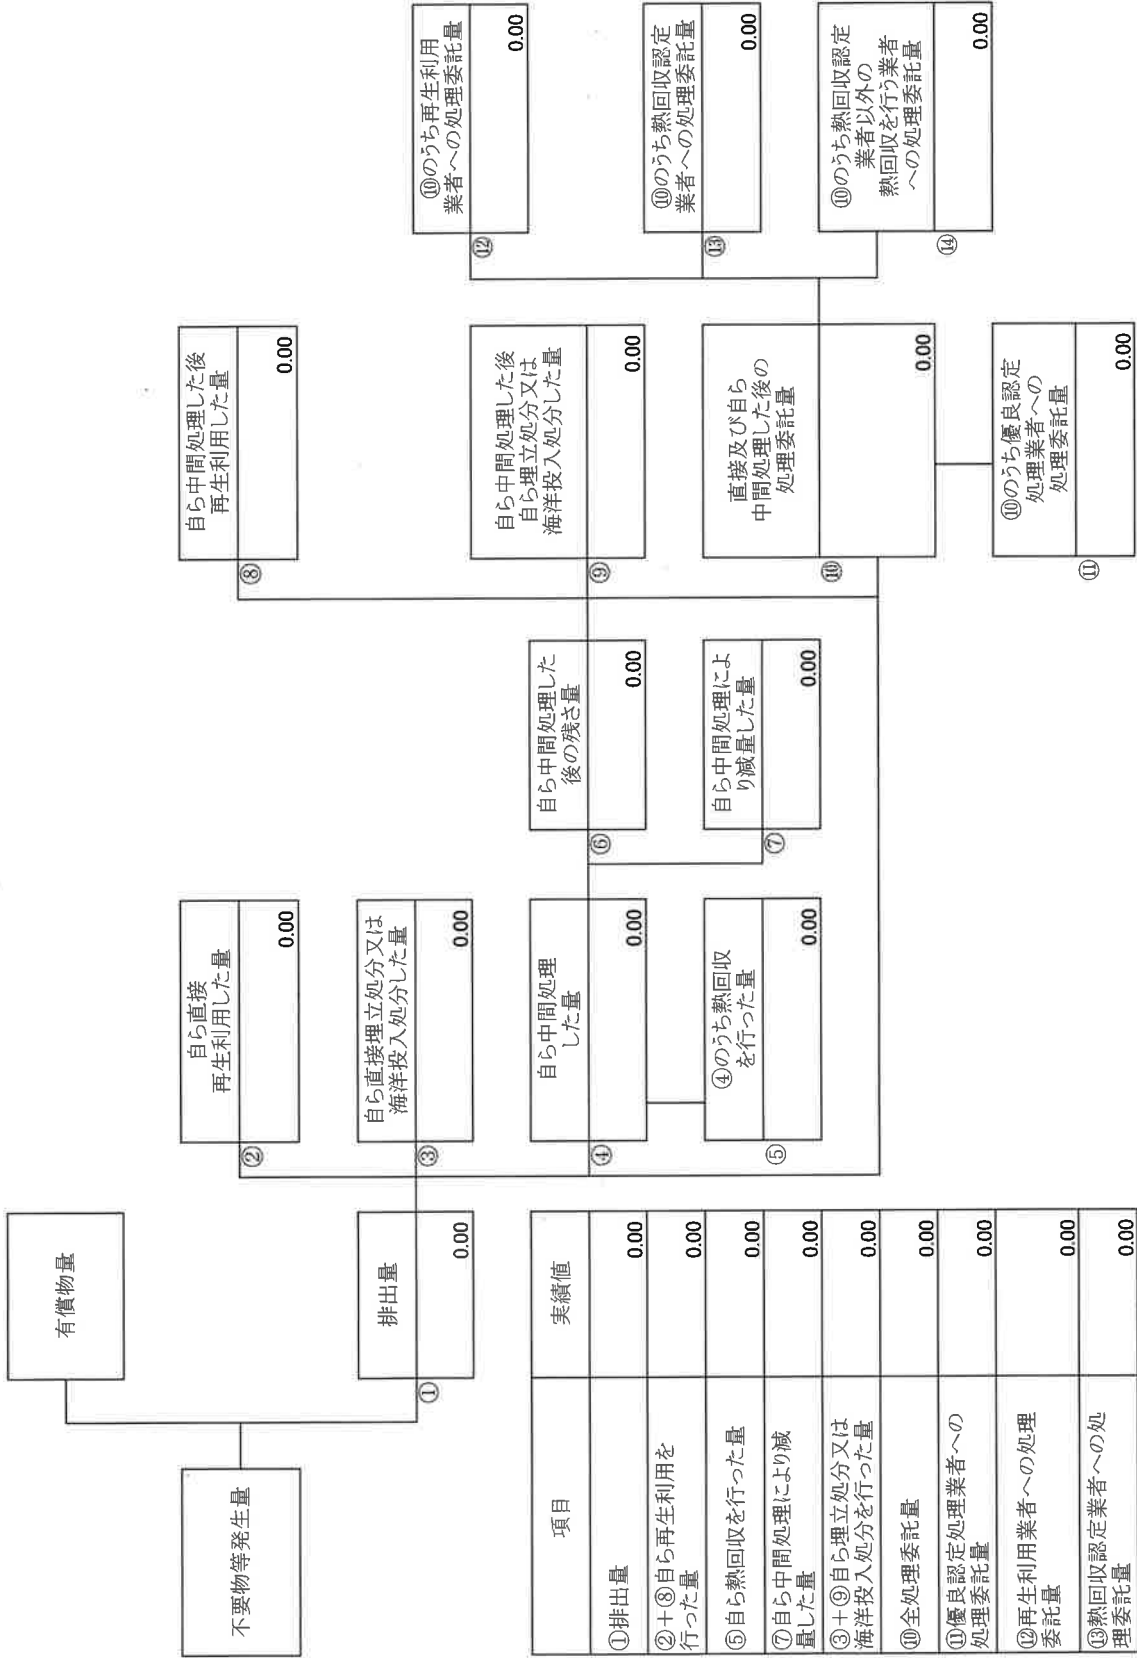 不要物等発生量
有償物量
①
排出量
0.00
②
自ら直接
再生利用した量
0.00
③
自ら直接埋立処分又は
海洋投入処分した量
0.00
④
自ら中間処理
した量
0.00
⑤
④のうち熱回収
を行った量
0.00
⑥
自ら中間処理した
後の残さ量
0.00
⑦
自ら中間処理によ
り減量した量
0.00
⑧
自ら中間処理した後
再生利用した量
0.00
⑨
自ら中間処理した後
自ら埋立処分又は
海洋投入処分した量
0.00
⑩
直接及び自ら
中間処理した後の
処理委託量
0.00
⑪
⑩のうち優良認定
処理業者への
処理委託量
0.00
⑫
⑩のうち再生利用
業者への処理委託量
0.00
⑬
⑩のうち熱回収認定
業者への処理委託量
0.00
⑭
⑩のうち熱回収認定
業者以外の
熱回収を行う業者
への処理委託量
0.00
項目 実績値
①排出量 0.00
②+⑧自ら再生利用を
行った量 0.00
⑤自ら熱回収を行った量 0.00
⑦自ら中間処理により減
量した量 0.00
③+⑨自ら埋立処分又は
海洋投入処分を行った量 0.00
⑩全処理委託量 0.00
⑪優良認定処理業者への
処理委託量 0.00
⑫再生利用業者への処理
委託量 0.00
⑬熱回収認定業者への処
理委託量 0.00